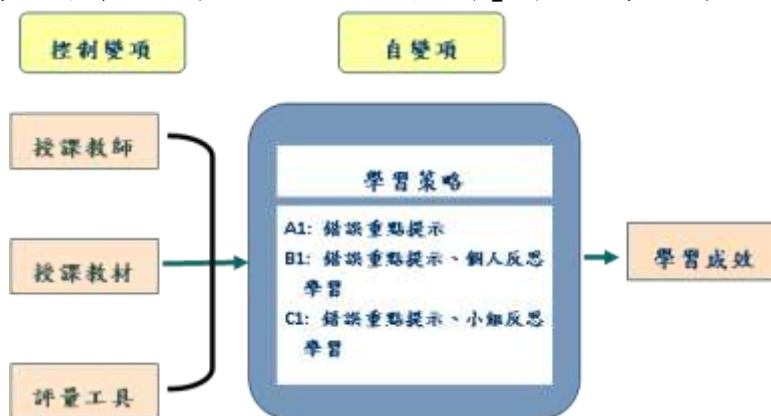 控制變項
自變項
授課教師
授課教材
評量工具
學習策略
A1: 錯誤重點提示
B1: 錯誤重點提示、個人反思
學習
C1: 錯誤重點提示、小組反思
學習
學習成效